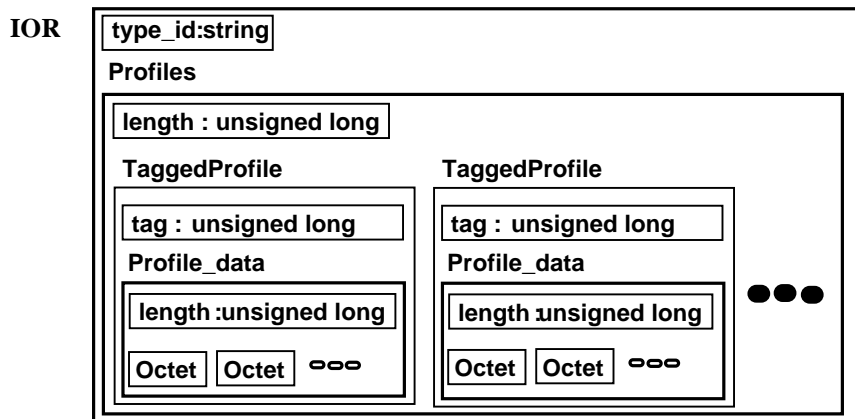 IOR
type_id:string
Profiles
length : unsigned long
TaggedProfile
tag : unsigned long
Profile_data
length :unsigned long
Octet Octet
TaggedProfile
tag : unsigned long
Profile_data
length :unsigned long
Octet Octet